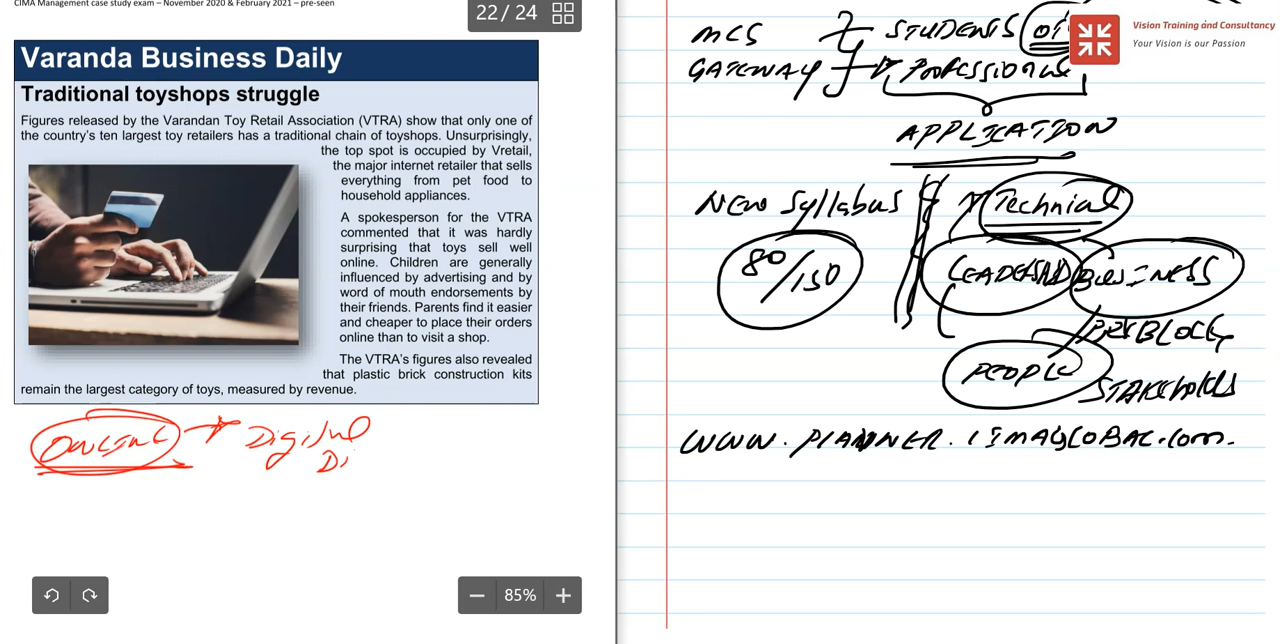 CIMA Management case study exam – November 2020 & February 2021 – pre-seen
22 / 24
Varanda Business Daily
Traditional toyshops struggle
Figures released by the Varandan Toy Retail Association (VTRA) show that only one of
the country's ten largest toy retailers has a traditional chain of toyshops. Unsurprisingly,
the top spot is occupied by Vretail,
the major internet retailer that sells
everything from pet food to
household appliances.
A spokesperson for the VTRA
commented that it was hardly
surprising that toys sell well
online. Children are generally
influenced by advertising and by
word of mouth endorsements by
their friends. Parents find it easier
and cheaper to place their orders
online than to visit a shop.
The VTRA's figures also revealed
that plastic brick construction kits
remain the largest category of toys, measured by revenue.
Online → Digital
Di
85%
MCS
STUDENTS
GATEWAY
Professionals
APPLICATION
New Syllabus
Technial
80/150
LEADERSHIP
BUSINESS
PEOPLE
STAKEHOLDS
WWW.PLANNER.CIMAGLOBAL.COM.
Vision Training and Consultancy
Your Vision is our Passion